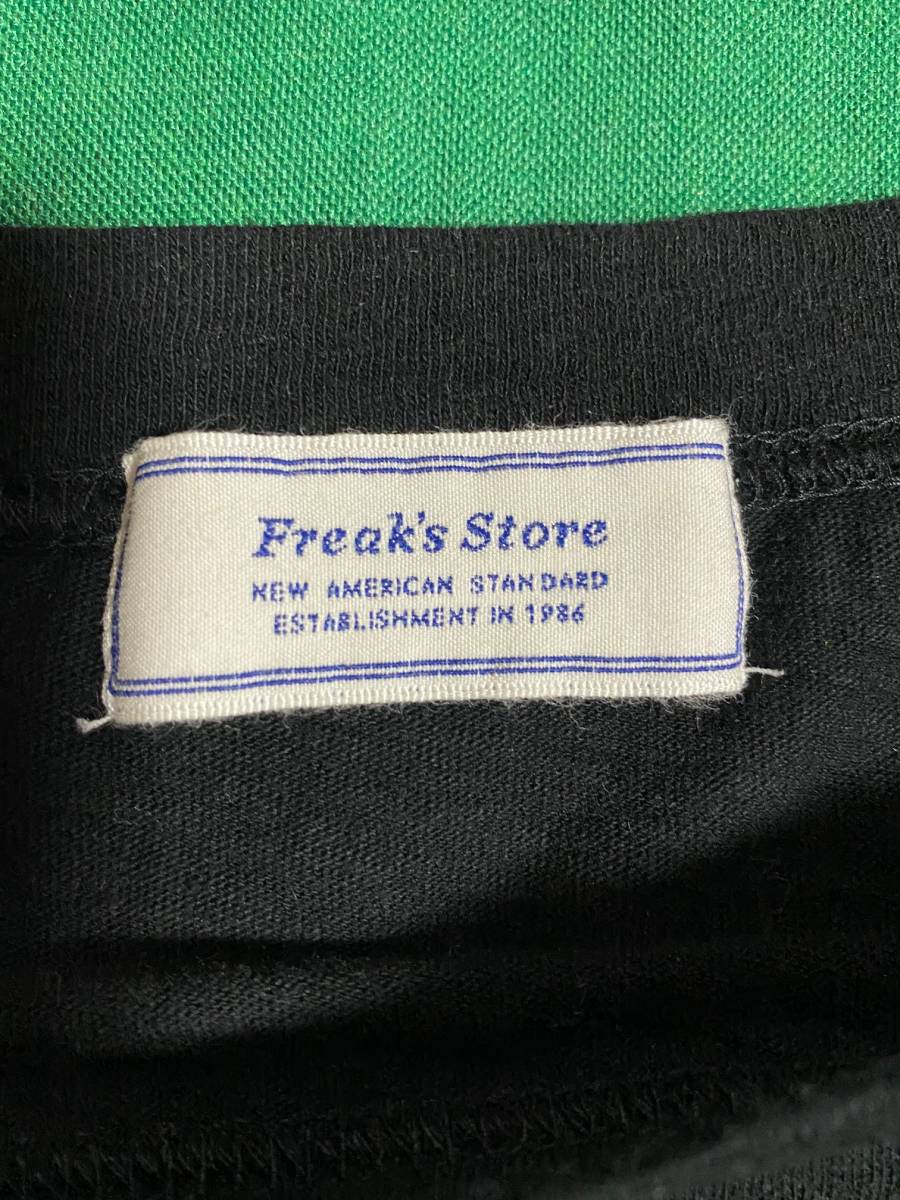 Freak's Store
NEW AMERICAN STANDARD
ESTABLISHMENT IN 1986